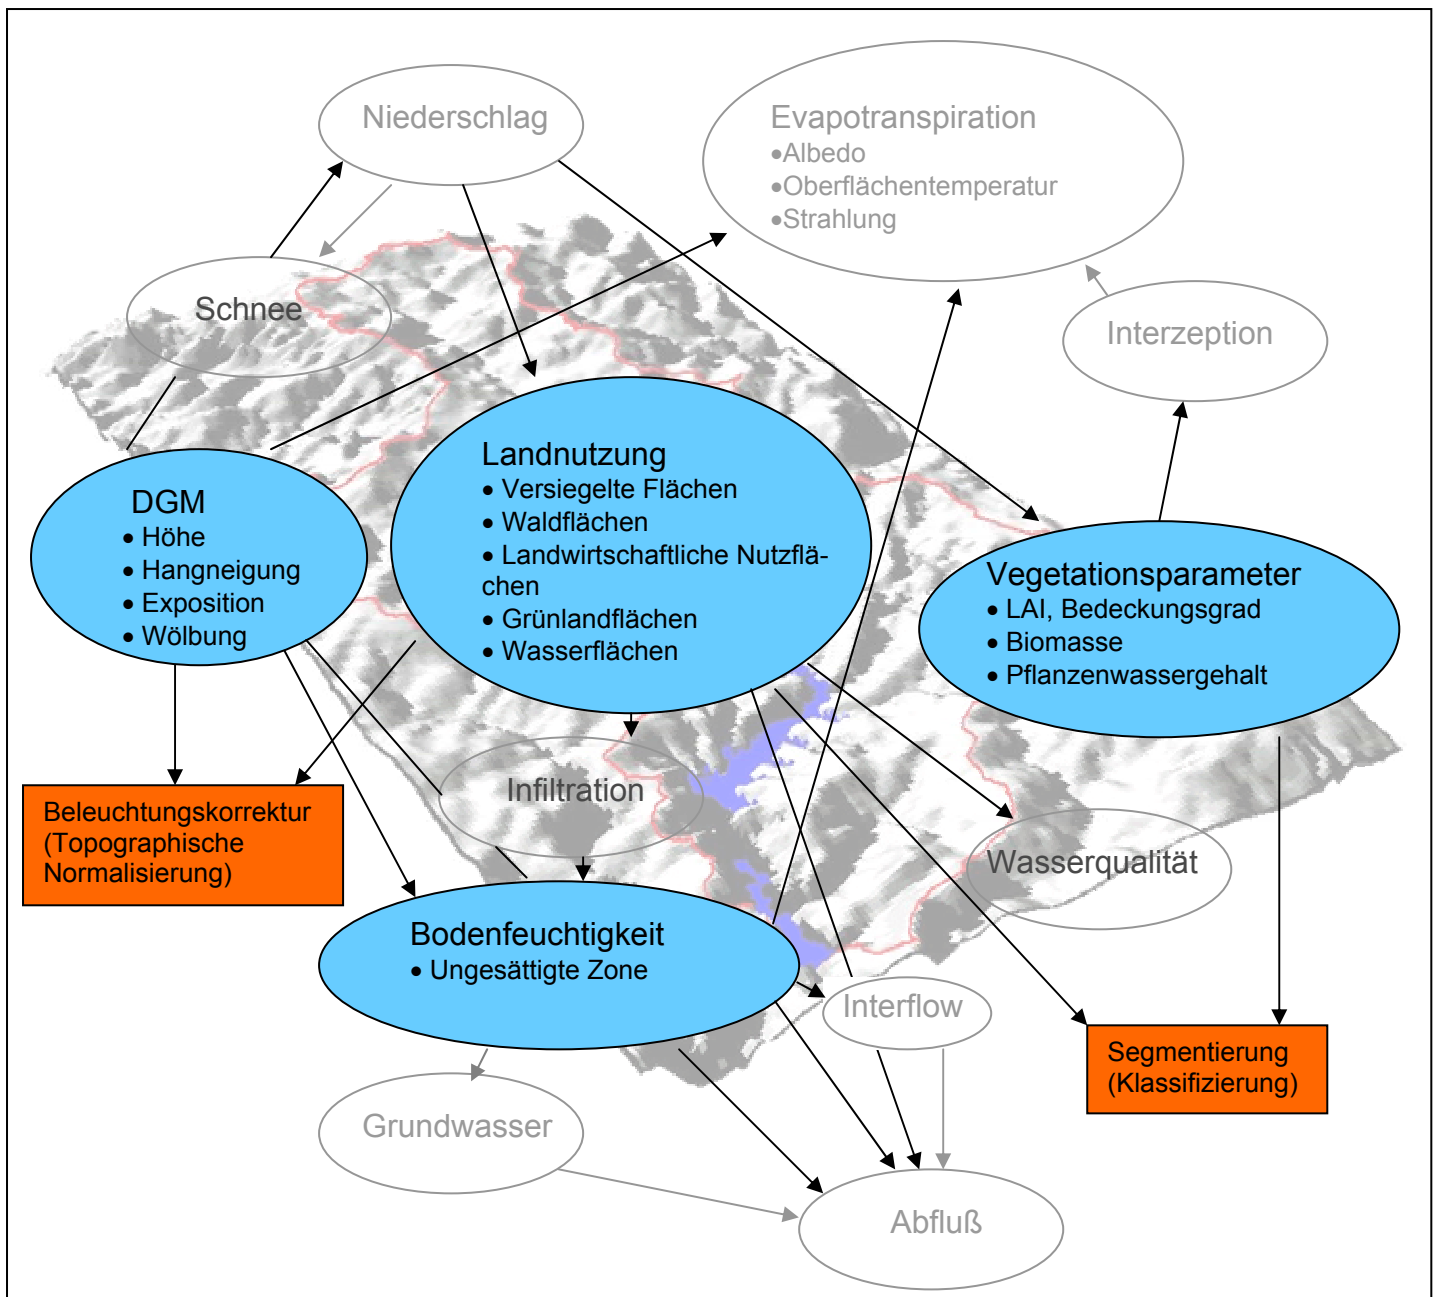 Niederschlag
Evapotranspiration
•Albedo
•Oberflächentemperatur
•Strahlung
Schnee
Interzeption
Landnutzung
• Versiegelte Flächen
• Waldflächen
• Landwirtschaftliche Nutzflä-
chen
• Grünlandflächen
• Wasserflächen
DGM
• Höhe
• Hangneigung
• Exposition
• Wölbung
Vegetationsparameter
• LAI, Bedeckungsgrad
• Biomasse
• Pflanzenwassergehalt
Beleuchtungskorrektur
(Topographische
Normalisierung)
Infiltration
Wasserqualität
Bodenfeuchtigkeit
• Ungesättigte Zone
Interflow
Segmentierung
(Klassifizierung)
Grundwasser
Abfluß